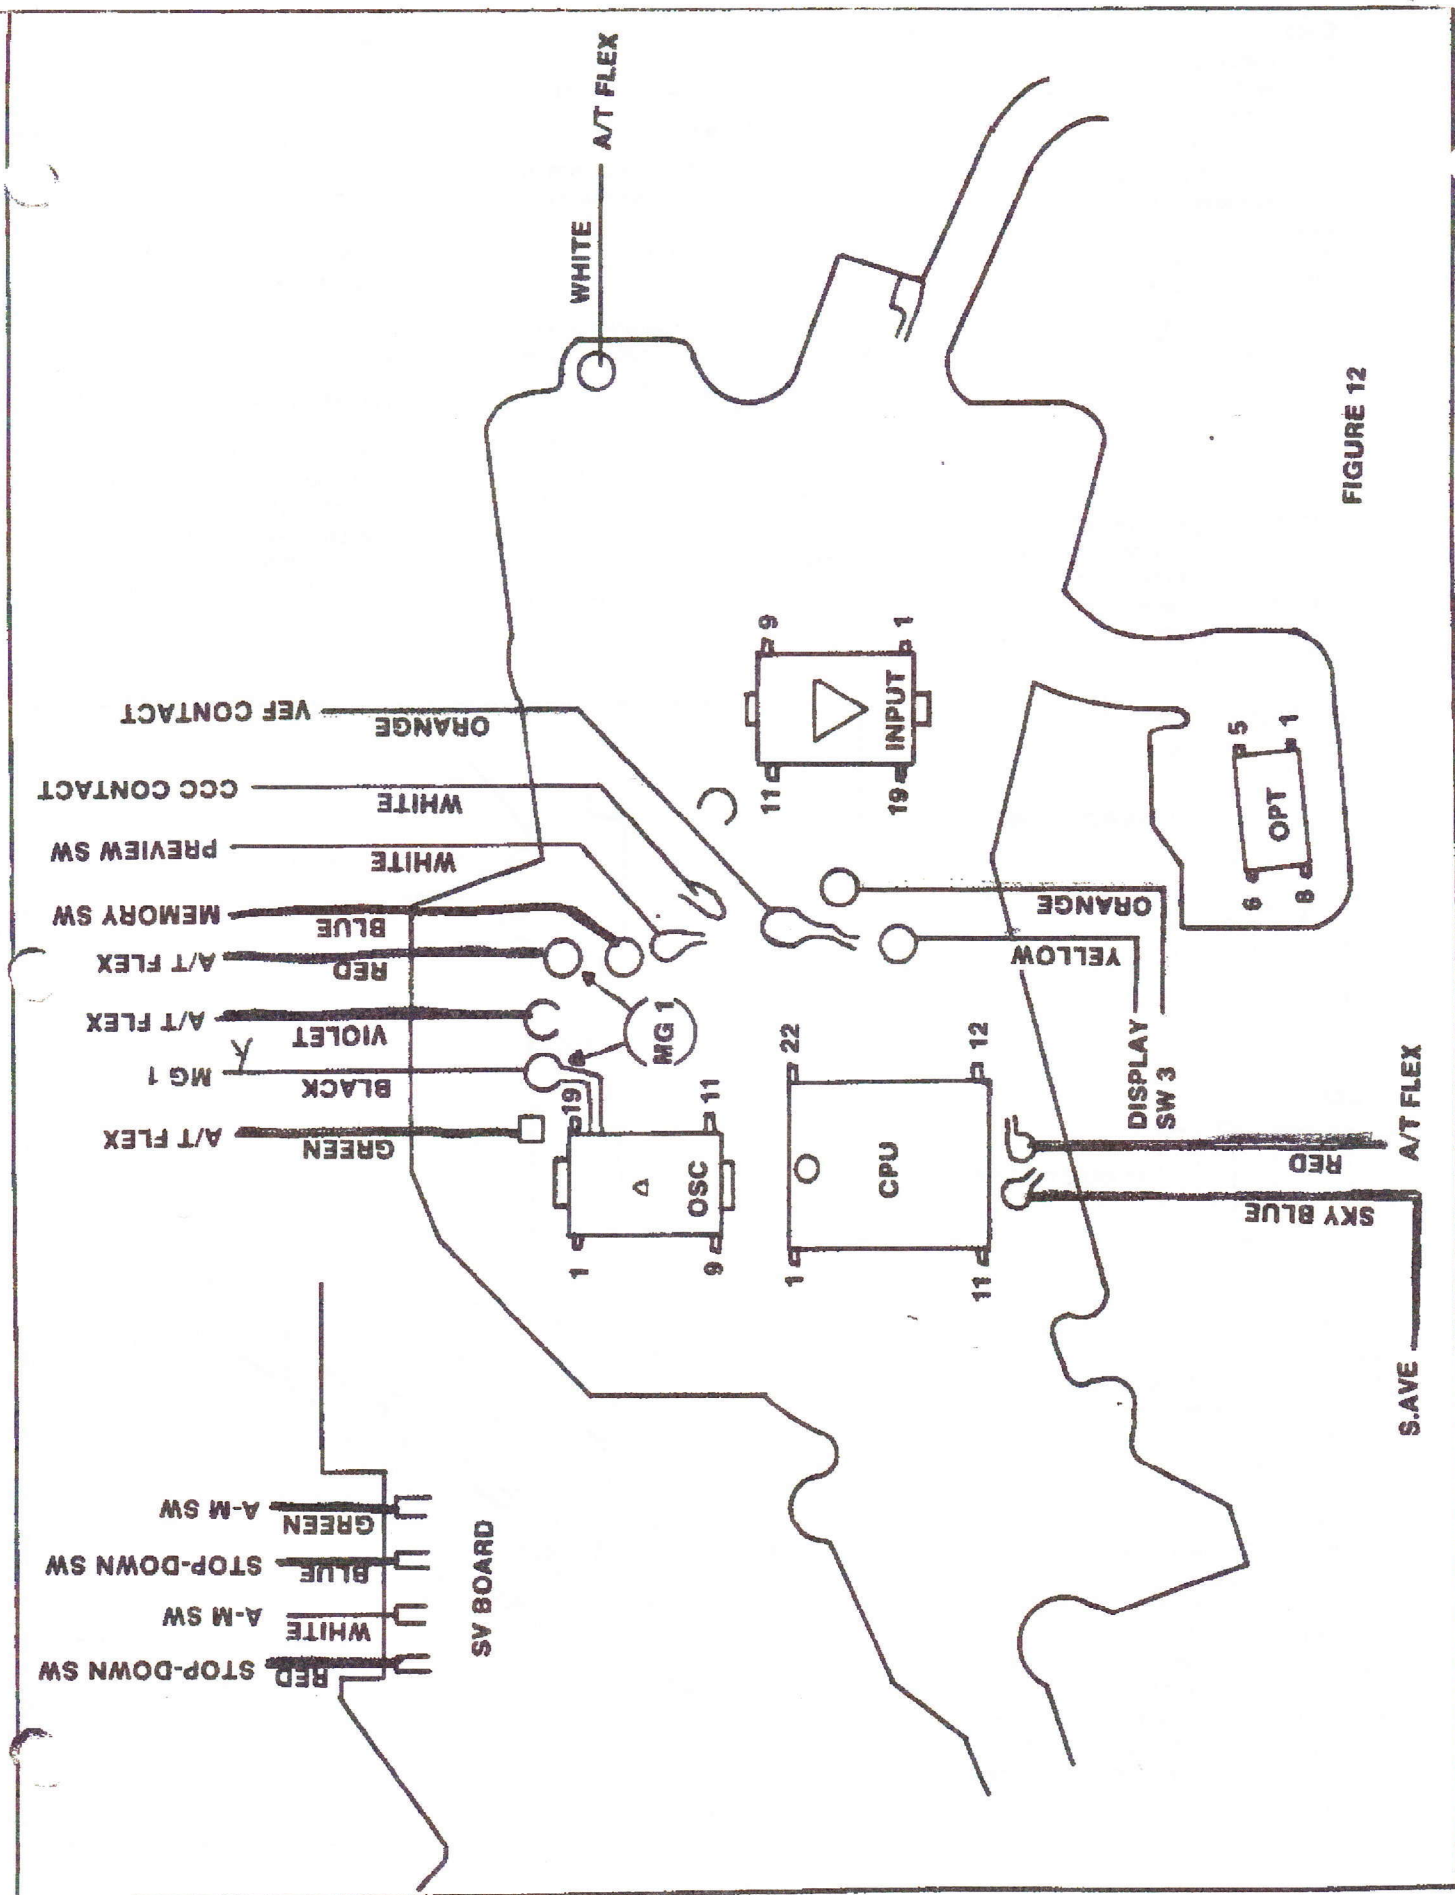 A/T FLEX
WHITE
VEF CONTACT
ORANGE
CCC CONTACT
WHITE
PREVIEW SW
WHITE
MEMORY SW
BLUE
A/T FLEX
RED
A/T FLEX
VIOLET
MG 1
BLACK
A/T FLEX
GREEN
MG 1
9
1
INPUT
11
19
5
1
OPT
6
8
ORANGE
YELLOW
DISPLAY
SW 3
19
11
OSC
1
9
22
12
CPU
1
11
RED
A/T FLEX
SKY BLUE
S.AVE
A-M SW
GREEN
STOP-DOWN SW
BLUE
A-M SW
WHITE
STOP-DOWN SW
RED
SV BOARD
FIGURE 12